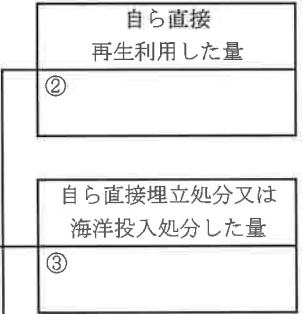 自ら直接
再生利用した量
②
自ら直接埋立処分又は
海洋投入処分した量
③